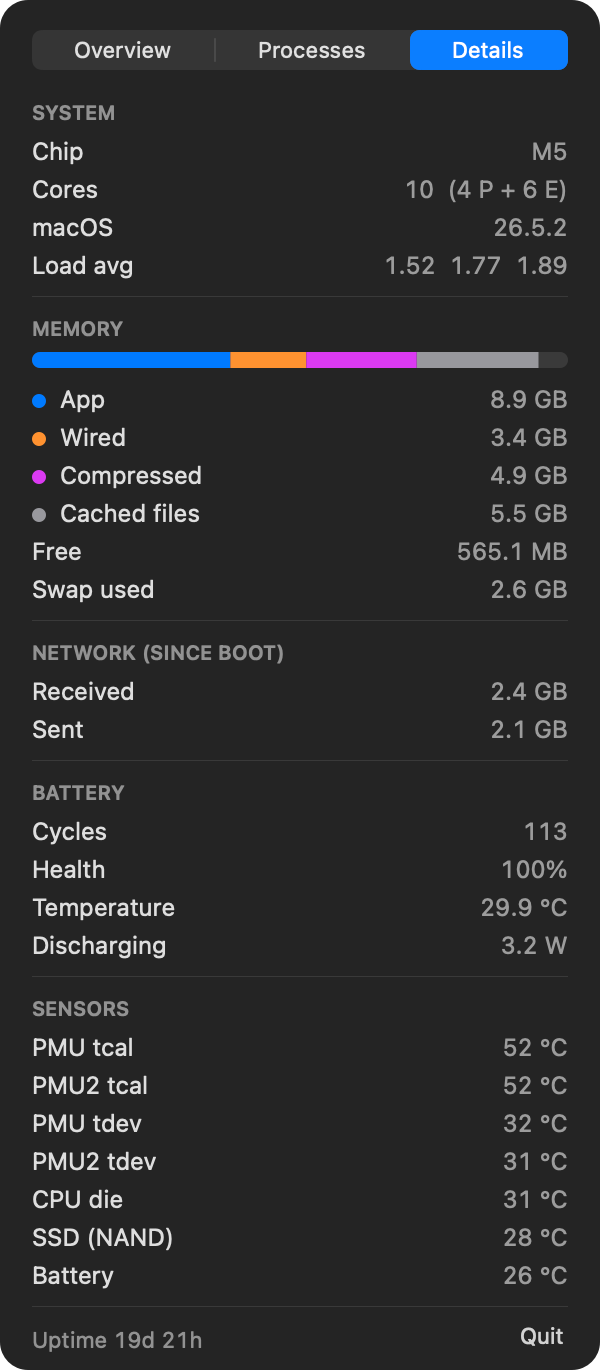 Overview Processes Details
SYSTEM
Chip M5
Cores 10 (4 P + 6 E)
macOS 26.5.2
Load avg 1.52 1.77 1.89
MEMORY
App 8.9 GB
Wired 3.4 GB
Compressed 4.9 GB
Cached files 5.5 GB
Free 565.1 MB
Swap used 2.6 GB
NETWORK (SINCE BOOT)
Received 2.4 GB
Sent 2.1 GB
BATTERY
Cycles 113
Health 100%
Temperature 29.9 °C
Discharging 3.2 W
SENSORS
PMU tcal 52 °C
PMU2 tcal 52 °C
PMU tdev 32 °C
PMU2 tdev 31 °C
CPU die 31 °C
SSD (NAND) 28 °C
Battery 26 °C
Uptime 19d 21h Quit